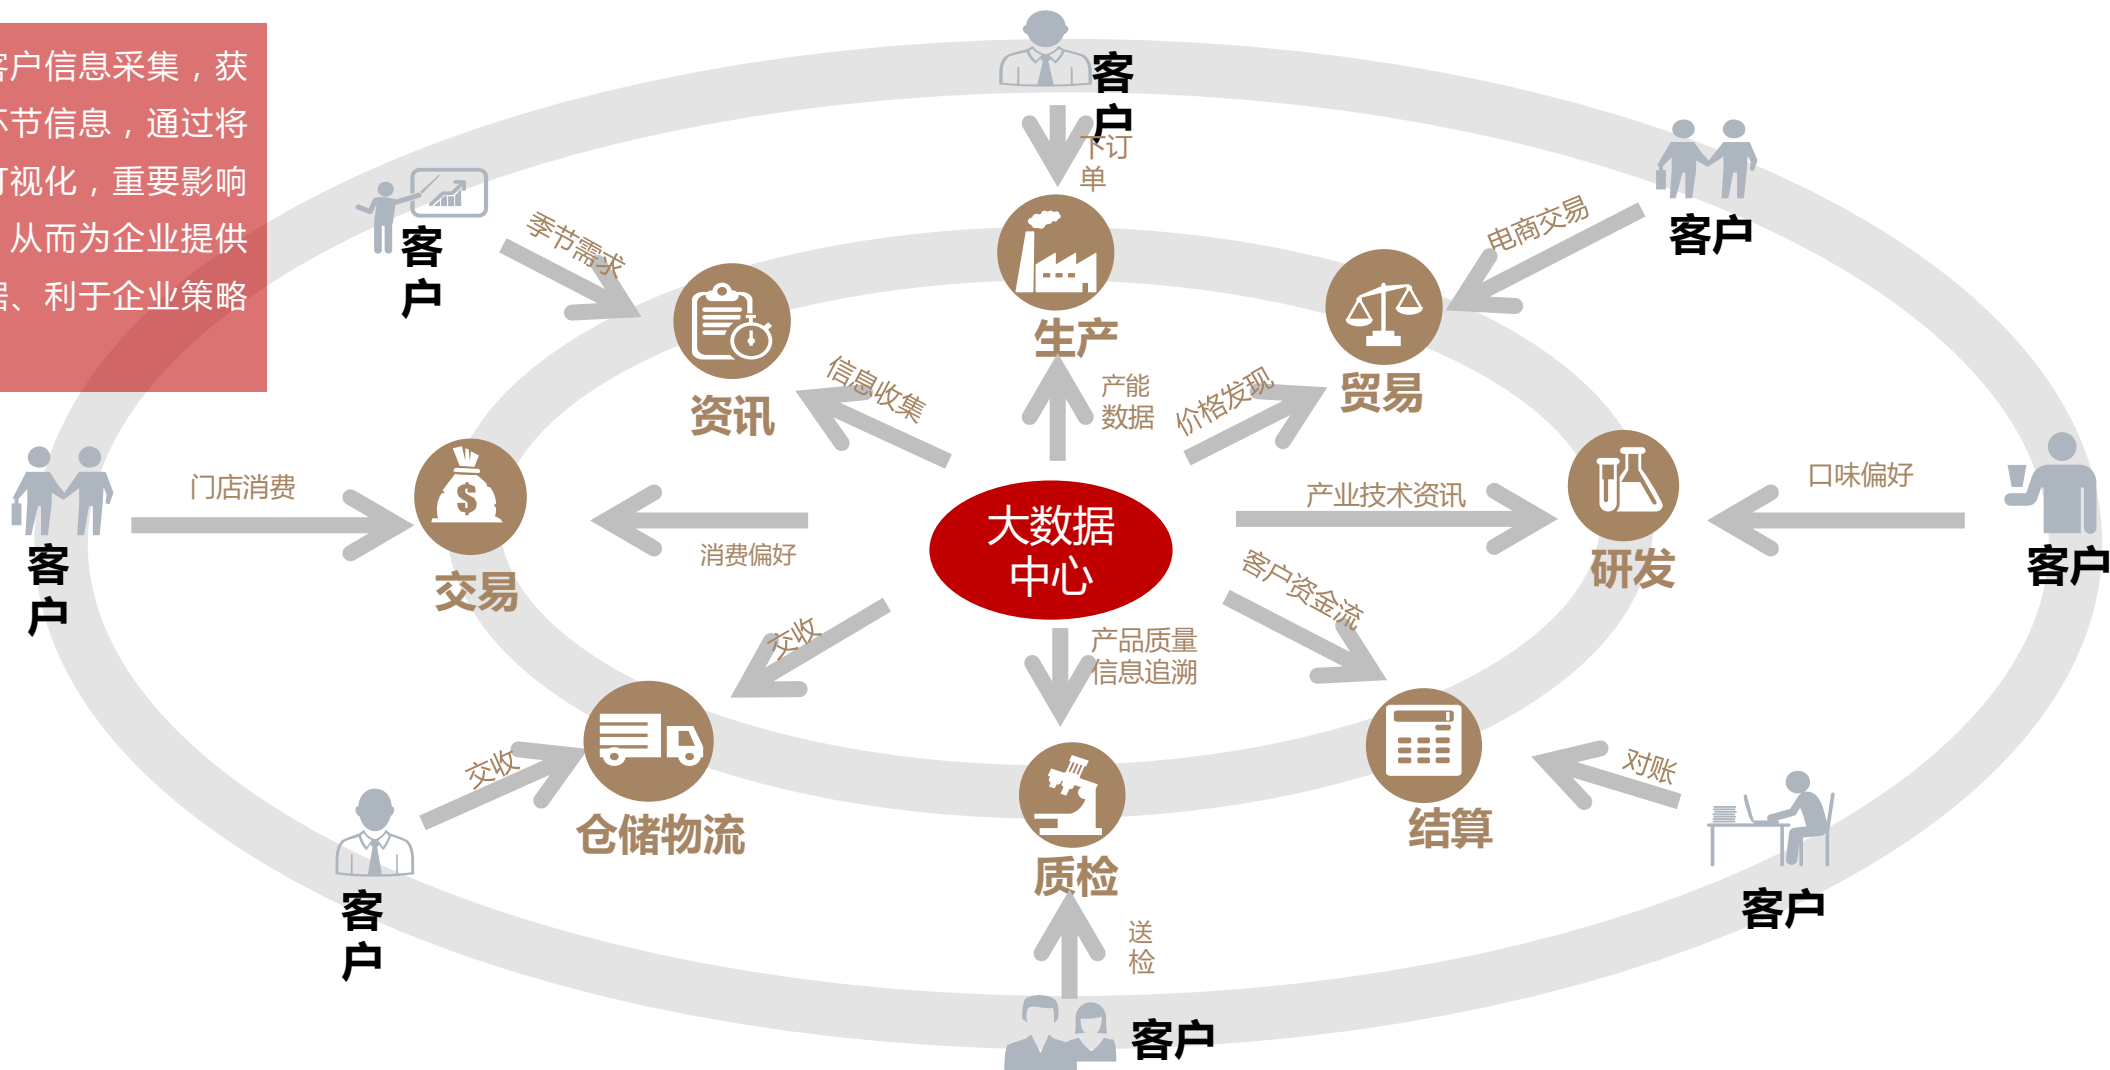 客户信息采集，获
环节信息，通过将
可视化，重要影响
从而为企业提供
居、利于企业策略
客
户
下订
单
客户
电商交易
客
户
季节需求
生产
资讯
贸易
信息收集
产能
数据
价格发现
客
户
门店消费
交易
消费偏好
大数据
中心
产业技术资讯
研发
口味偏好
客户
交收
产品质量
信息追溯
客户资金流
仓储物流
交收
客
户
质检
结算
对账
客户
送
检
客户